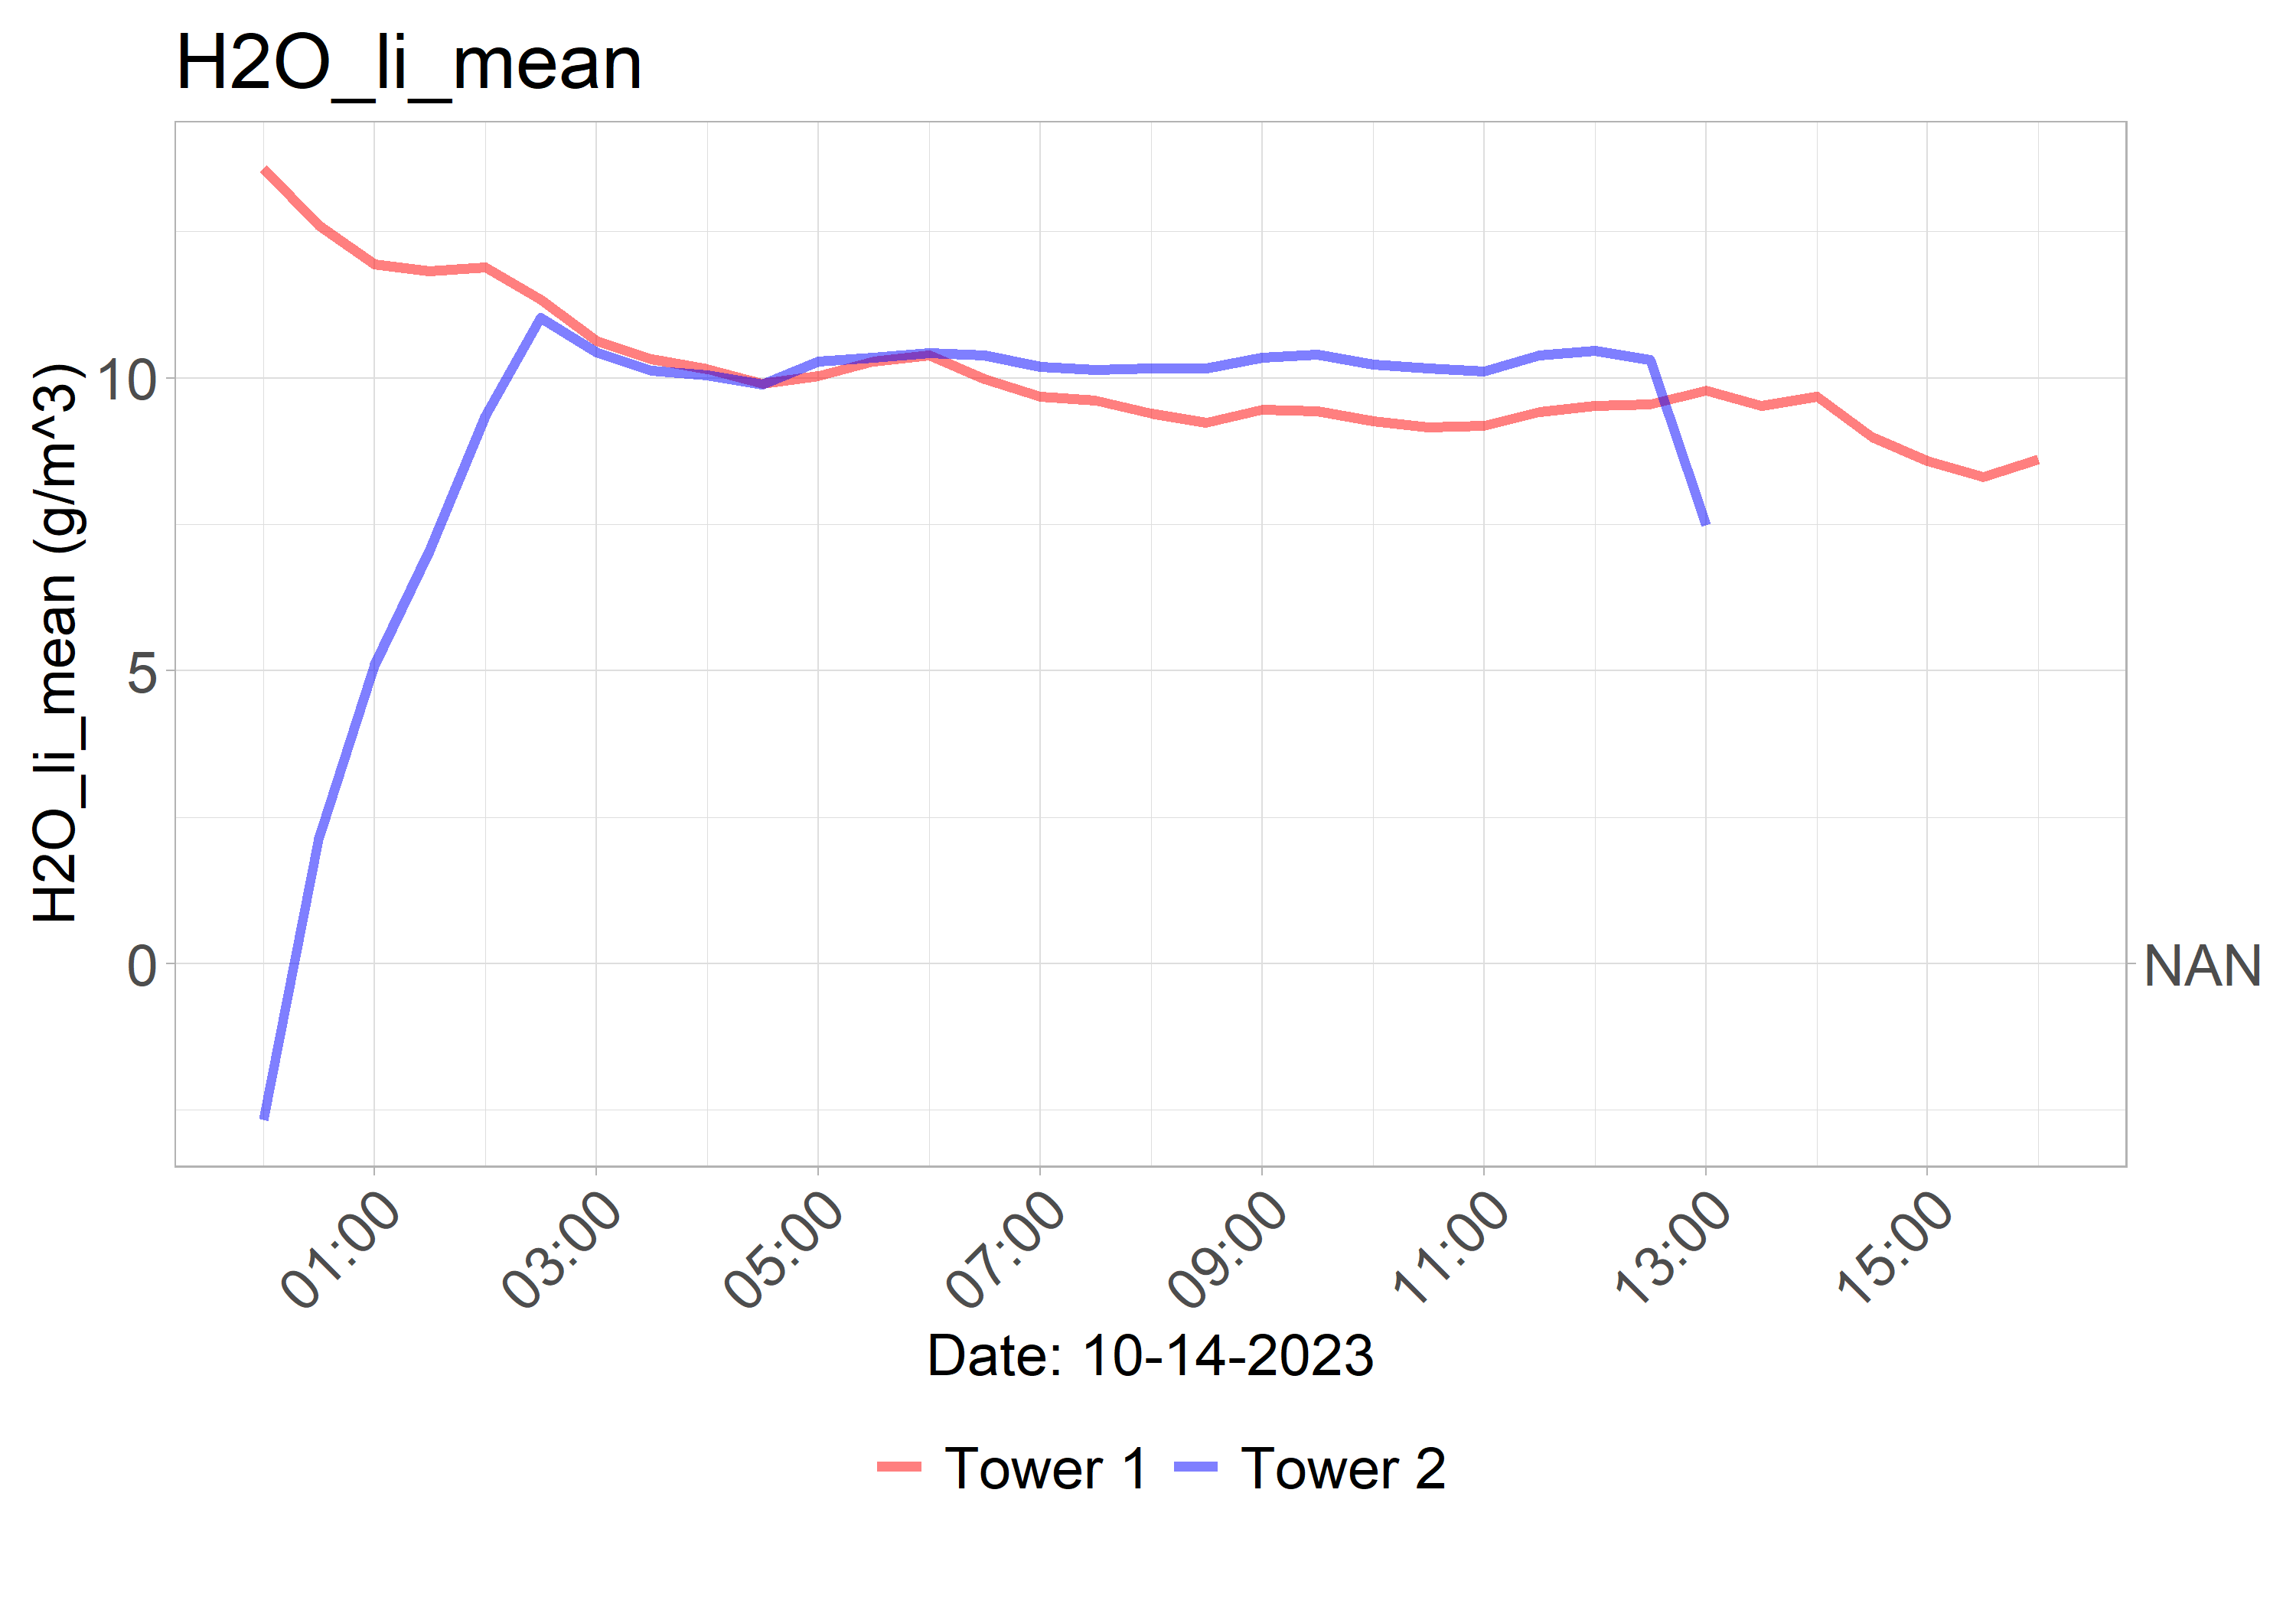 H2O_li_mean
H2O_li_mean (g/m^3)
10
5
0
NAN
01:00
03:00
05:00
07:00
09:00
11:00
13:00
15:00
Date: 10-14-2023
Tower 1
Tower 2